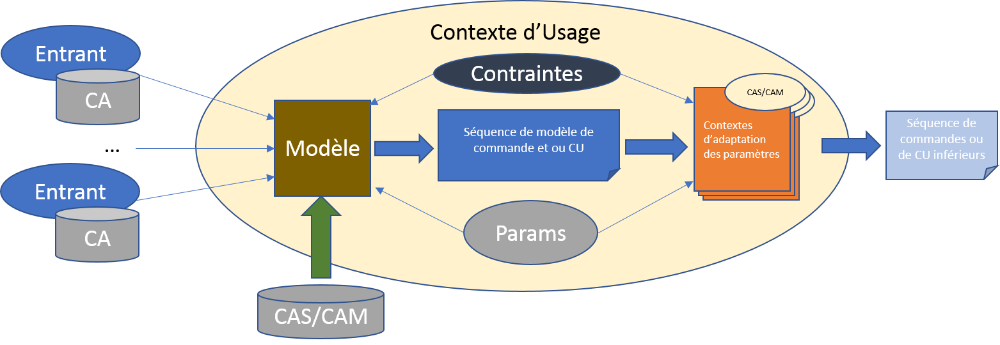 Contexte d’Usage
Entrant
CA
...
Entrant
CA
Contraintes
Modèle
Séquence de modèle de
commande et ou CU
Params
CAS/CAM
CAS/CAM
Contextes
d’adaptation
des paramètres
Séquence de
commandes ou
de CU inférieurs